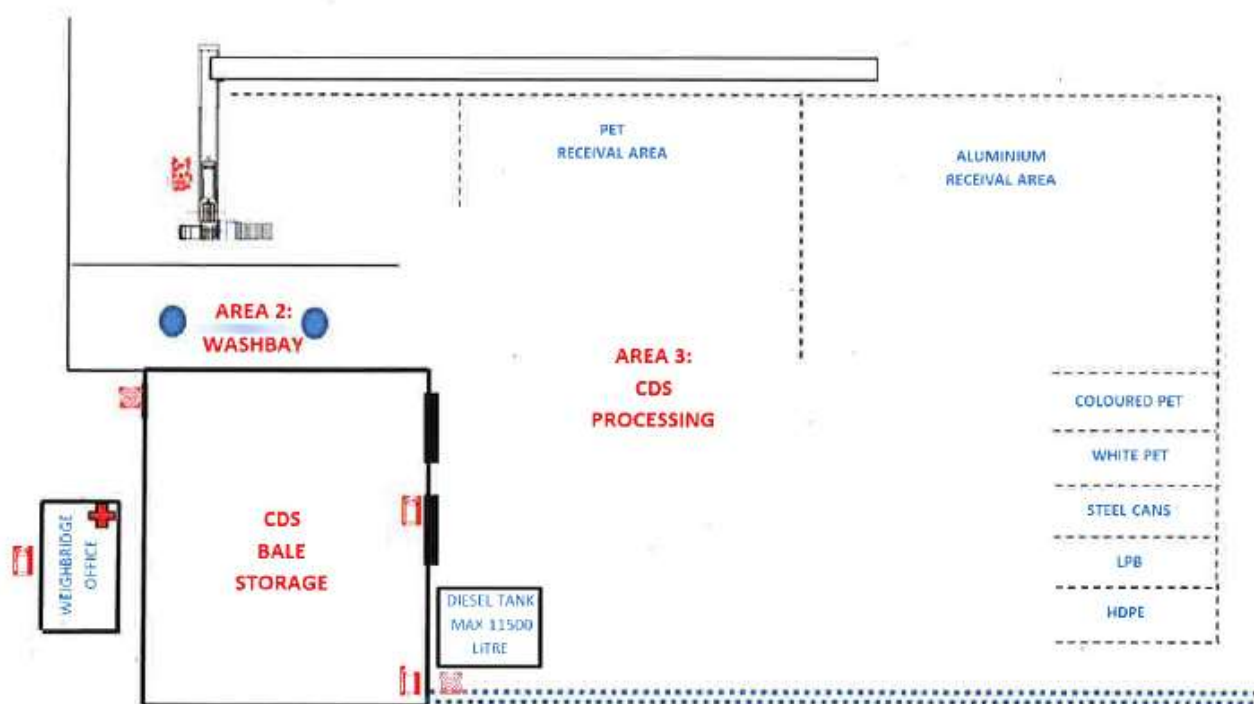 PET
RECEIVAL AREA
ALUMINIUM
RECEIVAL AREA
AREA 2:
WASHBAY
AREA 3:
CDS
PROCESSING
COLOURED PET
WHITE PET
STEEL CANS
LPB
HDPE
WEIGHBRIDGE
OFFICE
CDS
BALE
STORAGE
DIESEL TANK
MAX 11500
LITRE